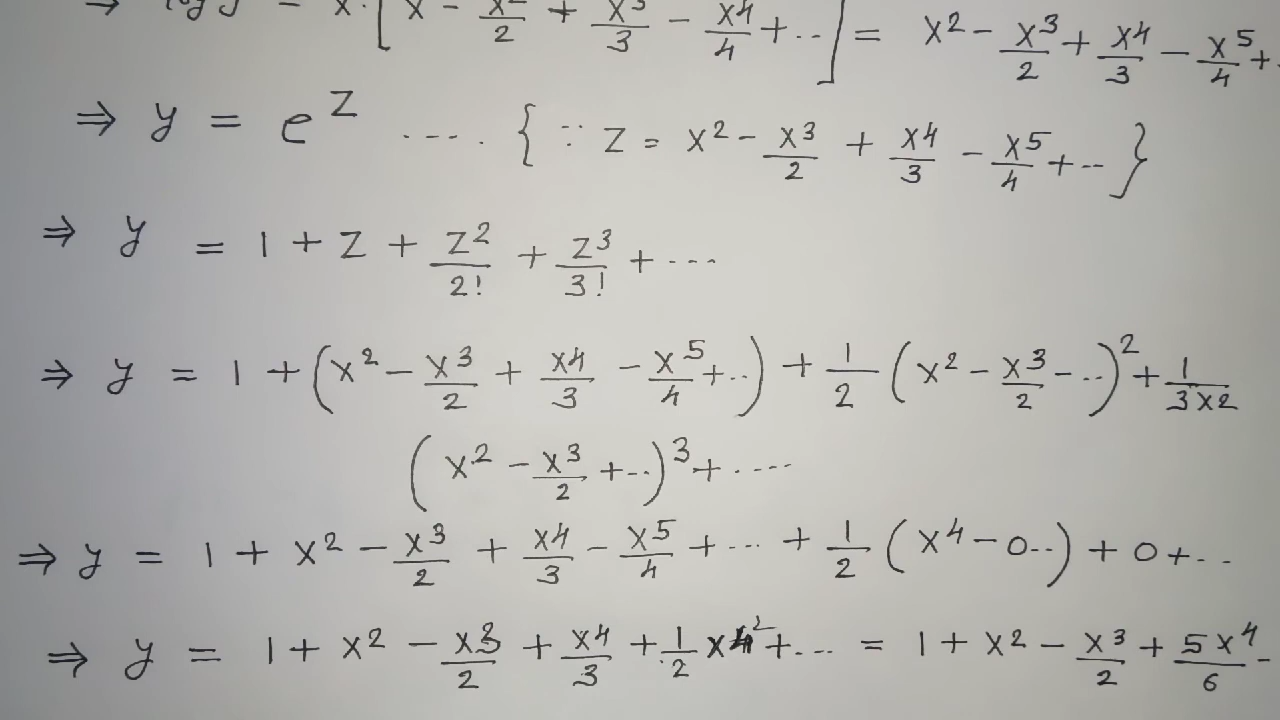 ⇒ log y = x·[x - x²/2 + x³/3 - x⁴/4 + ..] = x² - x³/2 + x⁴/3 - x⁵/4 + .
⇒ y = e^z .... { ∵ z = x² - x³/2 + x⁴/3 - x⁵/4 + .. }
⇒ y = 1 + z + z²/2! + z³/3! + ....
⇒ y = 1 + (x² - x³/2 + x⁴/3 - x⁵/4 + ..) + 1/2 (x² - x³/2 - ..)² + 1/3×2
(x² - x³/2 + ..)³ + .....
⇒ y = 1 + x² - x³/2 + x⁴/3 - x⁵/4 + ... + 1/2 (x⁴ - 0..) + 0 + ...
⇒ y = 1 + x² - x³/2 + x⁴/3 + 1/2 x⁴ + ... = 1 + x² - x³/2 + 5x⁴/6 -